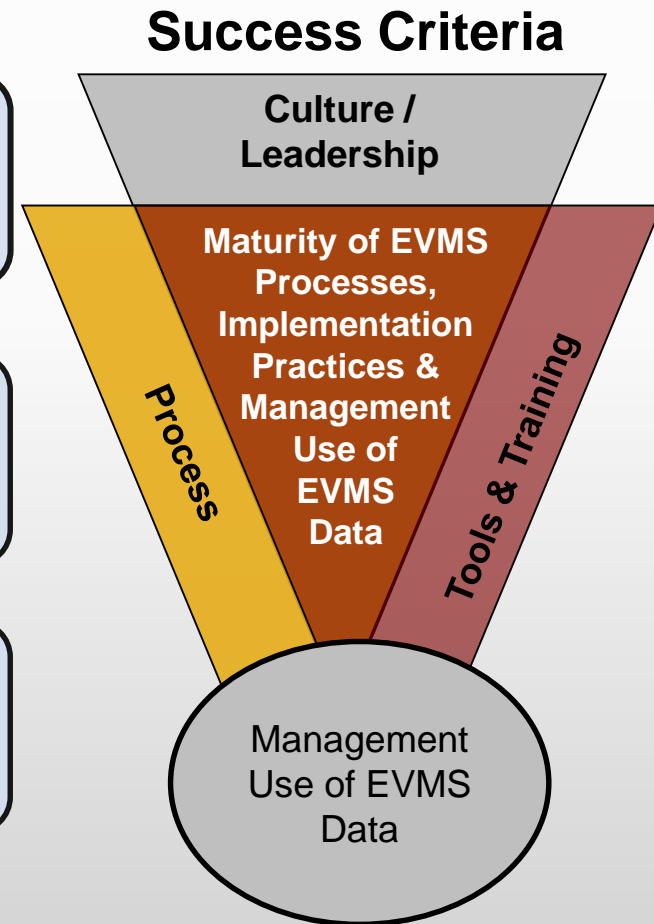 Success Criteria
Culture /
Leadership
Maturity of EVMS
Processes,
Implementation
Practices &
Management
Use of
EVMS
Data
Process
Tools & Training
Management
Use of EVMS
Data